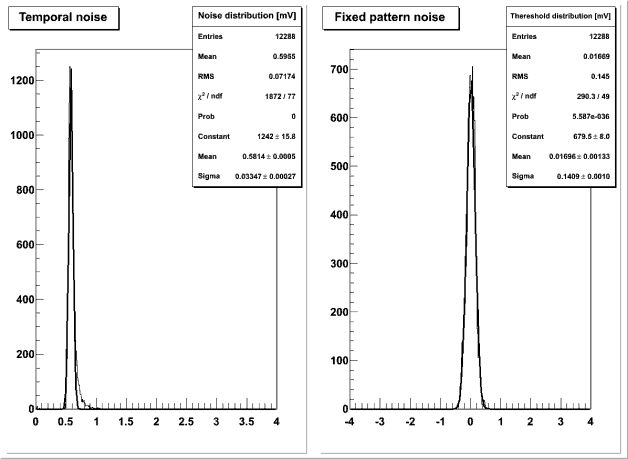 Temporal noise
Noise distribution [mV]
Entries 12288
Mean 0.5955
RMS 0.07174
χ² / ndf 1872 / 77
Prob 0
Constant 1242 ± 15.8
Mean 0.5814 ± 0.0005
Sigma 0.03347 ± 0.00027
1200
1000
800
600
400
200
0
0 0.5 1 1.5 2 2.5 3 3.5 4
Fixed pattern noise
Thereshold distribution [mV]
Entries 12288
Mean 0.01669
RMS 0.145
χ² / ndf 290.3 / 49
Prob 5.587e-036
Constant 679.5 ± 8.0
Mean 0.01696 ± 0.00133
Sigma 0.1409 ± 0.0010
700
600
500
400
300
200
100
0
-4 -3 -2 -1 0 1 2 3 4